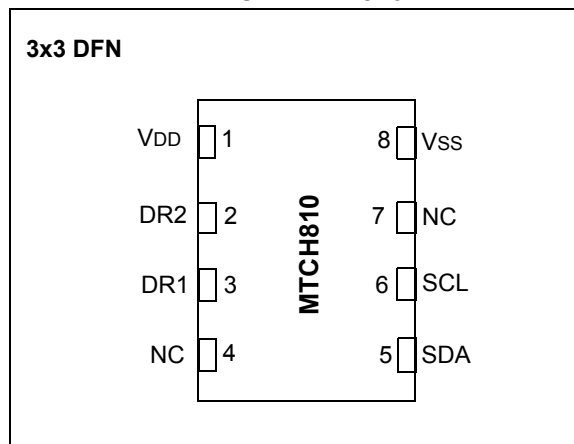 3x3 DFN
VDD 1 8 VSS
DR2 2 7 NC
MTCH810
DR1 3 6 SCL
NC 4 5 SDA